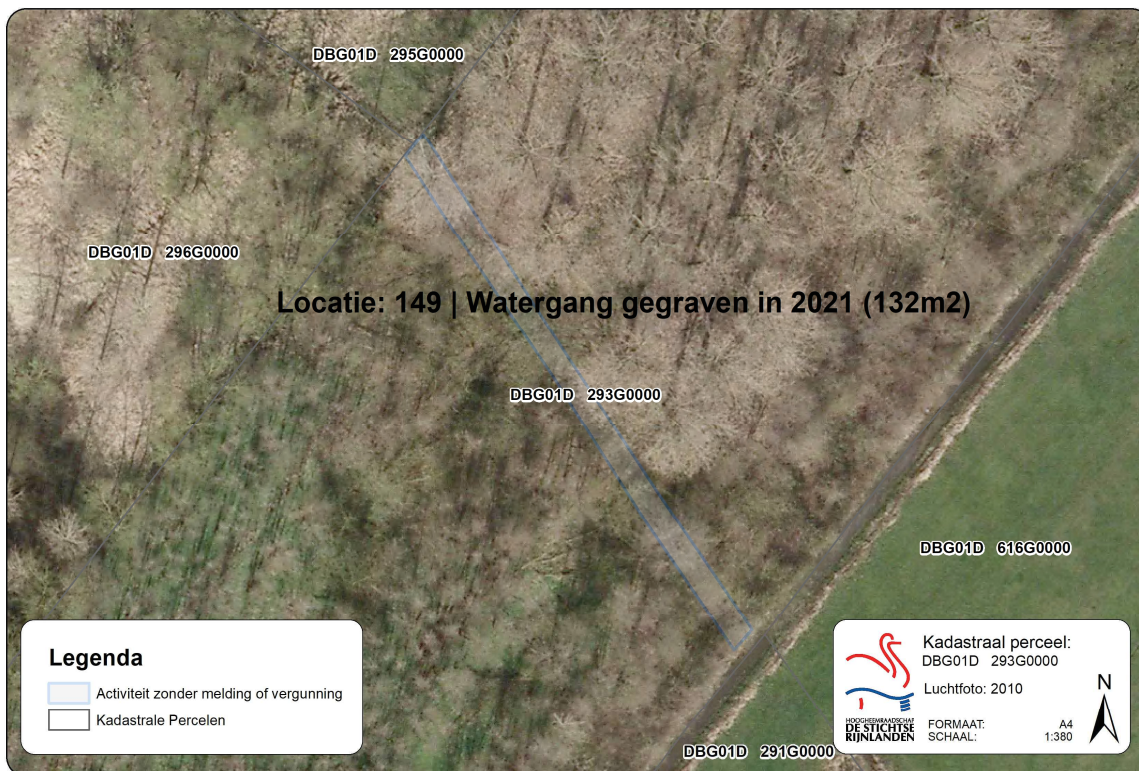 DBG01D 295G0000
DBG01D 296G0000
Locatie: 149 | Watergang gegraven in 2021 (132m2)
DBG01D 293G0000
DBG01D 616G0000
DBG01D 291G0000
Legenda
Activiteit zonder melding of vergunning
Kadastrale Percelen
HOOGHEEMRAADSCHAP
DE STICHTSE
RIJNLANDEN
Kadastraal perceel:
DBG01D 293G0000
Luchtfoto: 2010
FORMAAT: A4
SCHAAL: 1:380
N